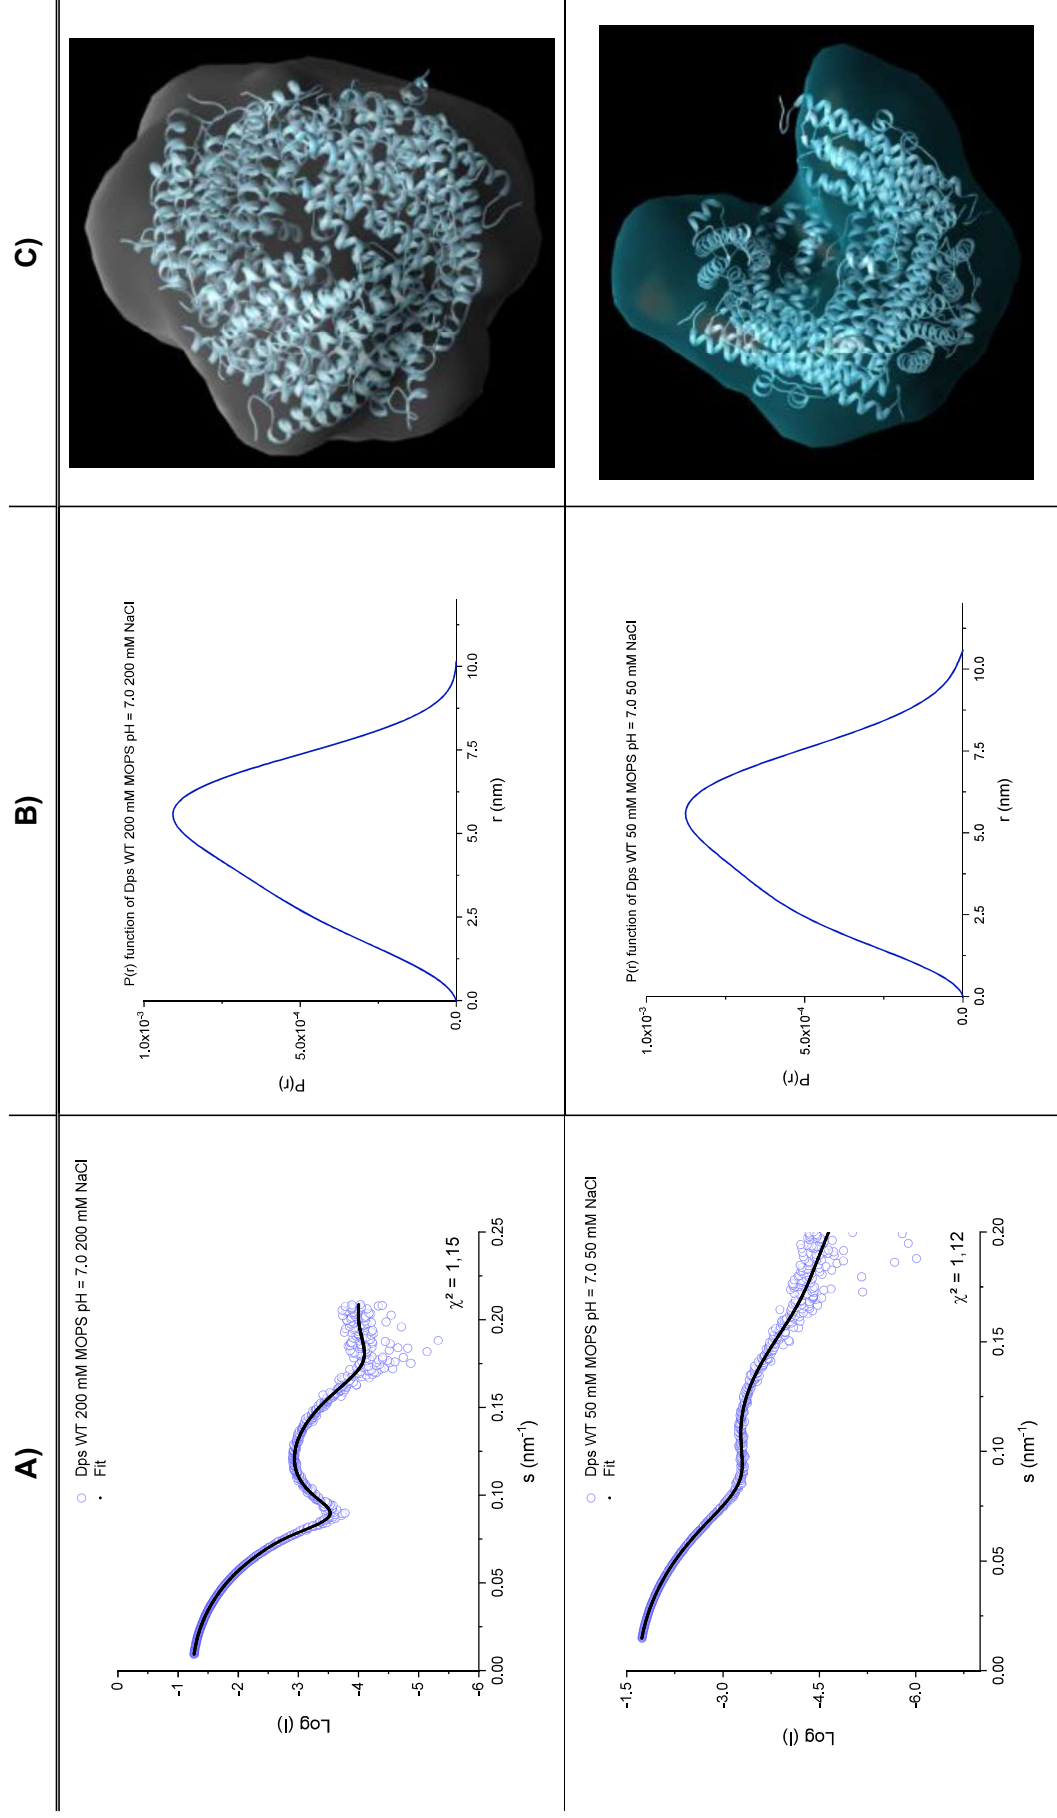 A)
B)
C)
Dps WT 200 mM MOPS pH = 7.0 200 mM NaCl
Fit
Log (I)
0
-1
-2
-3
-4
-5
-6
0.00
0.05
0.10
0.15
0.20
0.25
s (nm⁻¹)
χ² = 1,15
P(r) function of Dps WT 200 mM MOPS pH = 7.0 200 mM NaCl
P(r)
1.0x10⁻³
5.0x10⁻⁴
0.0
0.0
2.5
5.0
7.5
10.0
r (nm)
Dps WT 50 mM MOPS pH = 7.0 50 mM NaCl
Fit
Log (I)
-1.5
-3.0
-4.5
-6.0
0.00
0.05
0.10
0.15
0.20
s (nm⁻¹)
χ² = 1,12
P(r) function of Dps WT 50 mM MOPS pH = 7.0 50 mM NaCl
P(r)
1.0x10⁻³
5.0x10⁻⁴
0.0
0.0
2.5
5.0
7.5
10.0
r (nm)